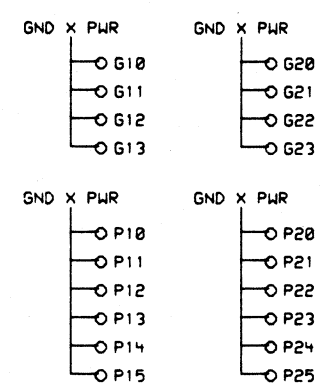 GND X PWR
G10
G11
G12
G13
GND X PWR
G20
G21
G22
G23
GND X PWR
P10
P11
P12
P13
P14
P15
GND X PWR
P20
P21
P22
P23
P24
P25